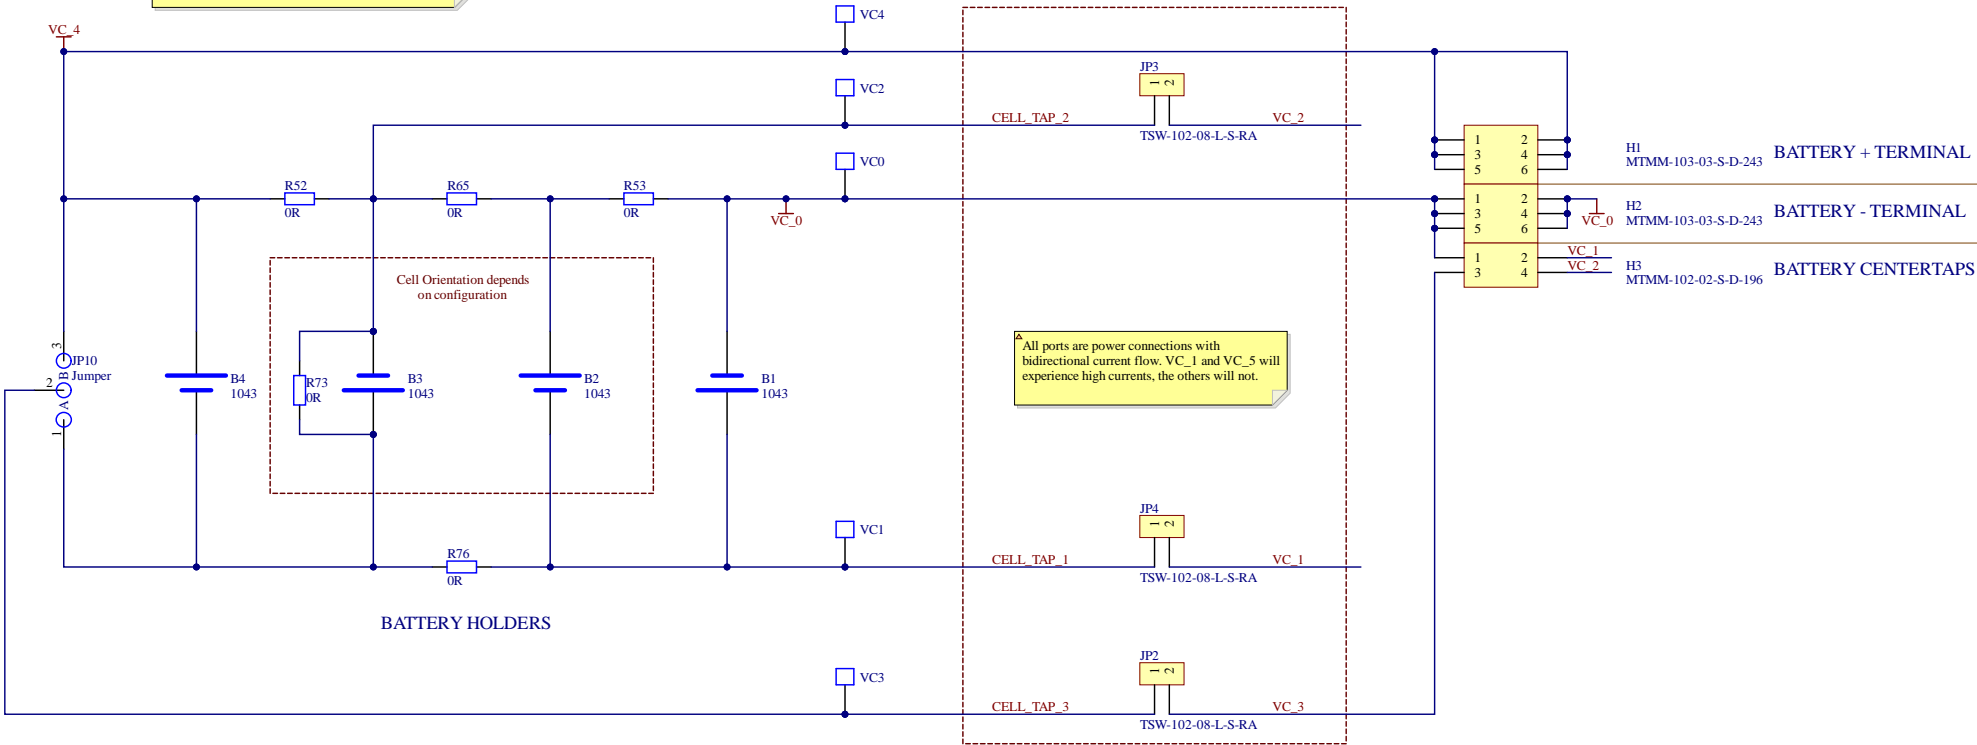 VC_4
VC4
VC2
VC0
JP3
1 2
CELL_TAP_2
VC_2
TSW-102-08-L-S-RA
R52
0R
R65
0R
R53
0R
VC_0
1 2
3 4
5 6
H1
MTMM-103-03-S-D-243
BATTERY + TERMINAL
1 2
3 4
5 6
VC_0
H2
MTMM-103-03-S-D-243
BATTERY - TERMINAL
1 2
3 4
VC_1
VC_2
H3
MTMM-102-02-S-D-196
BATTERY CENTERTAPS
Cell Orientation depends
on configuration
3
JP10
Jumper
B
2
A
1
B4
1043
R73
0R
B3
1043
B2
1043
B1
1043
All ports are power connections with
bidirectional current flow. VC_1 and VC_5 will
experience high currents, the others will not.
R76
0R
BATTERY HOLDERS
VC1
JP4
1 2
CELL_TAP_1
VC_1
TSW-102-08-L-S-RA
VC3
JP2
1 2
CELL_TAP_3
VC_3
TSW-102-08-L-S-RA